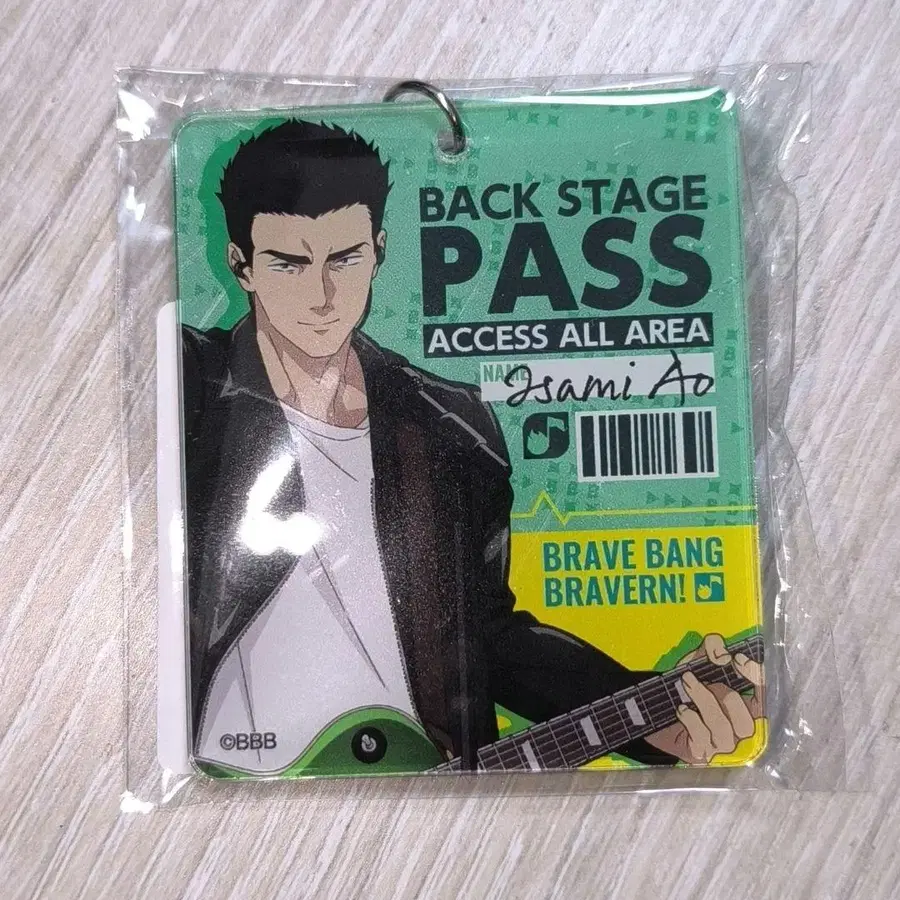 BACK STAGE
PASS
ACCESS ALL AREA
NAME
Isami Ao
BRAVE BANG
BRAVERN!
©BBB